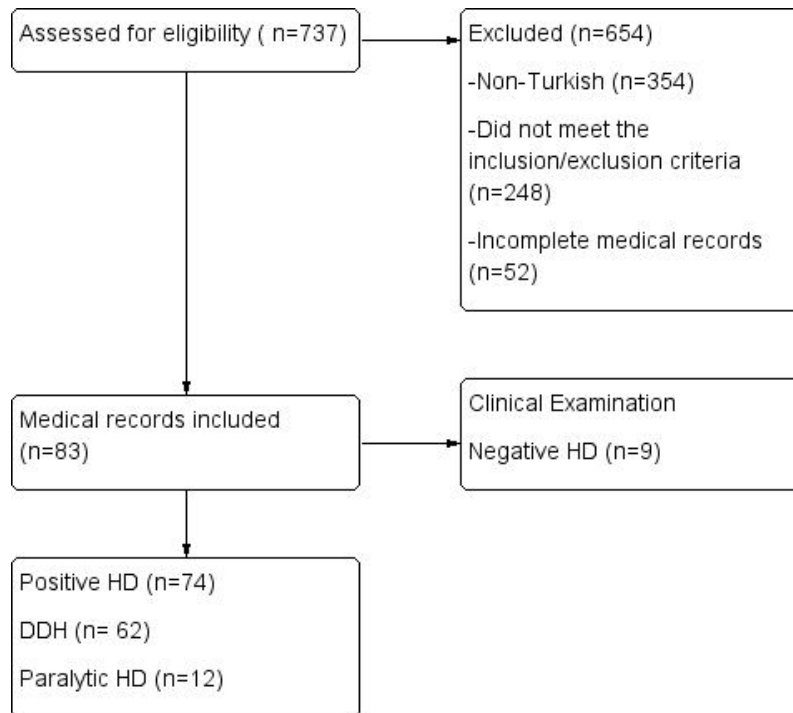 Assessed for eligibility ( n=737)
Excluded (n=654)
-Non-Turkish (n=354)
-Did not meet the
inclusion/exclusion criteria
(n=248)
-Incomplete medical records
(n=52)
Medical records included
(n=83)
Clinical Examination
Negative HD (n=9)
Positive HD (n=74)
DDH (n= 62)
Paralytic HD (n=12)